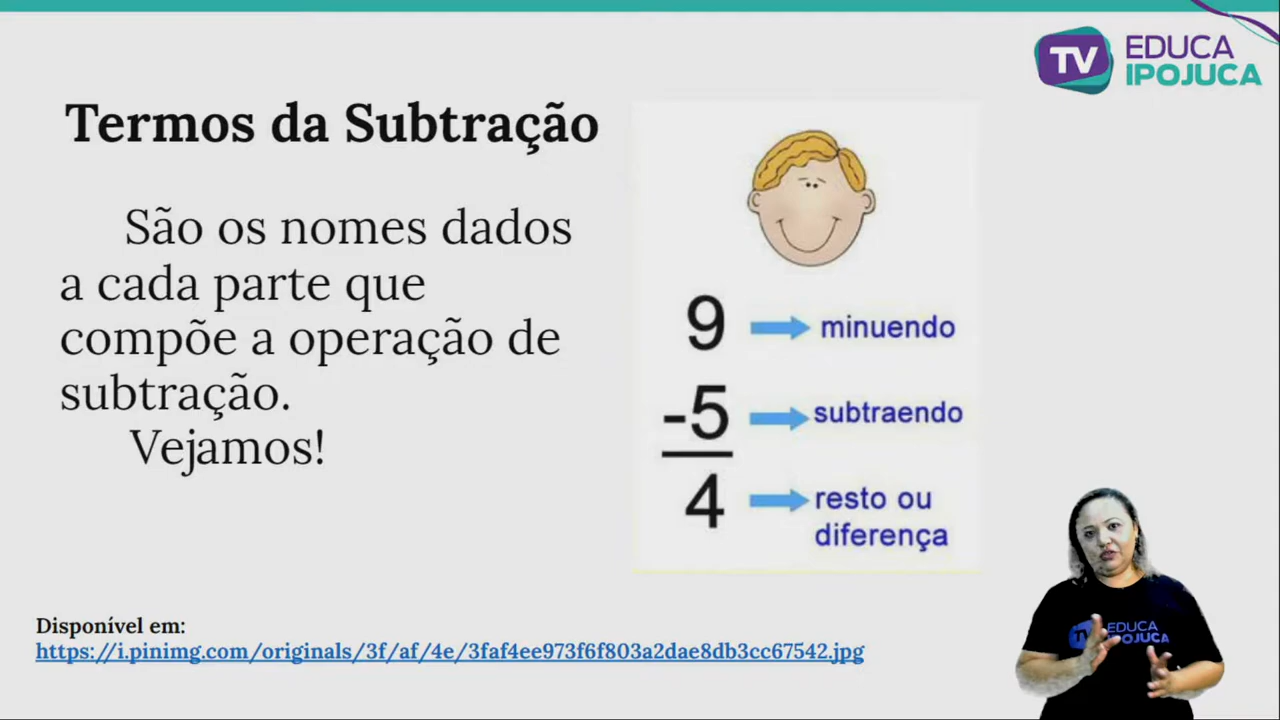 TV EDUCA
IPOJUCA
Termos da Subtração
São os nomes dados
a cada parte que
compõe a operação de
subtração.
Vejamos!
9 minuendo
-5 subtraendo
4 resto ou
diferença
Disponível em:
https://i.pinimg.com/originals/3f/af/4e/3faf4ee973f6f803a2dae8db3cc67542.jpg
TV EDUCA
IPOJUCA